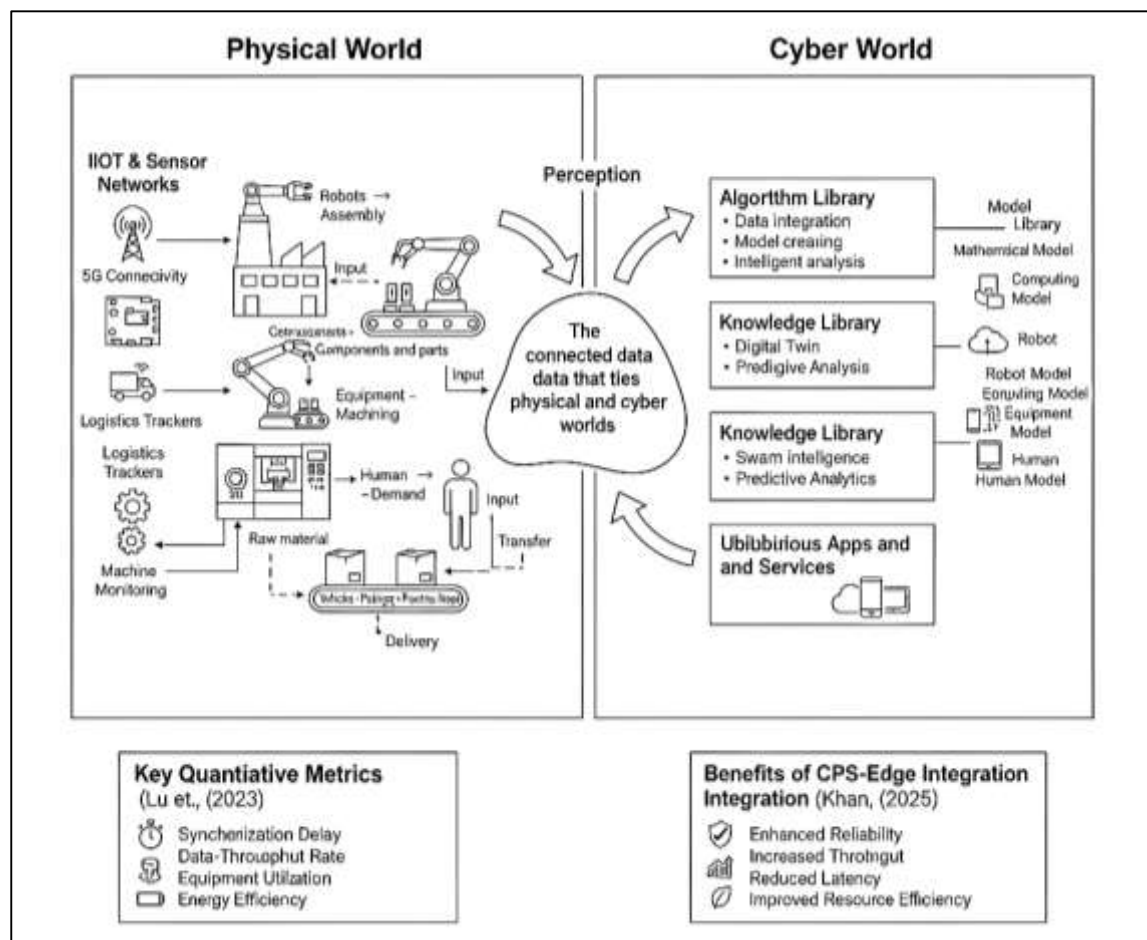 Physical World
Cyber World
IIOT & Sensor
Networks
5G Connectivity
Logistics Trackers
Logistics
Trackers
Machine
Monitoring
Robots →
Assembly
Input
Components and parts
Input
Equipment –
Machining
Human →
– Demand
Input
Raw material
Transfer
Delivery
Perception
The
connected data
data that ties
physical and cyber
worlds
Algortthm Library
• Data integration
• Model crearing
• Intelligent analysis
Knowledge Library
• Digital Twin
• Predigive Analysis
Knowledge Library
• Swam intelligence
• Predictive Analytics
Ubibbirious Apps and
and Services
Model
Library
Mathemical Model
Computing
Model
Robot
Robot Model
Model
Equipment
Model
Human
Human Model
Key Quantiative Metrics
(Lu et., (2023)
Synchenization Delay
Data-Throuphut Rate
Equipment Utilzation
Energy Efficiency
Benefits of CPS-Edge Integration
Integration (Khan, (2025)
Enhanced Reliability
Increased Throtngut
Reduced Latency
Improved Resource Efficiency